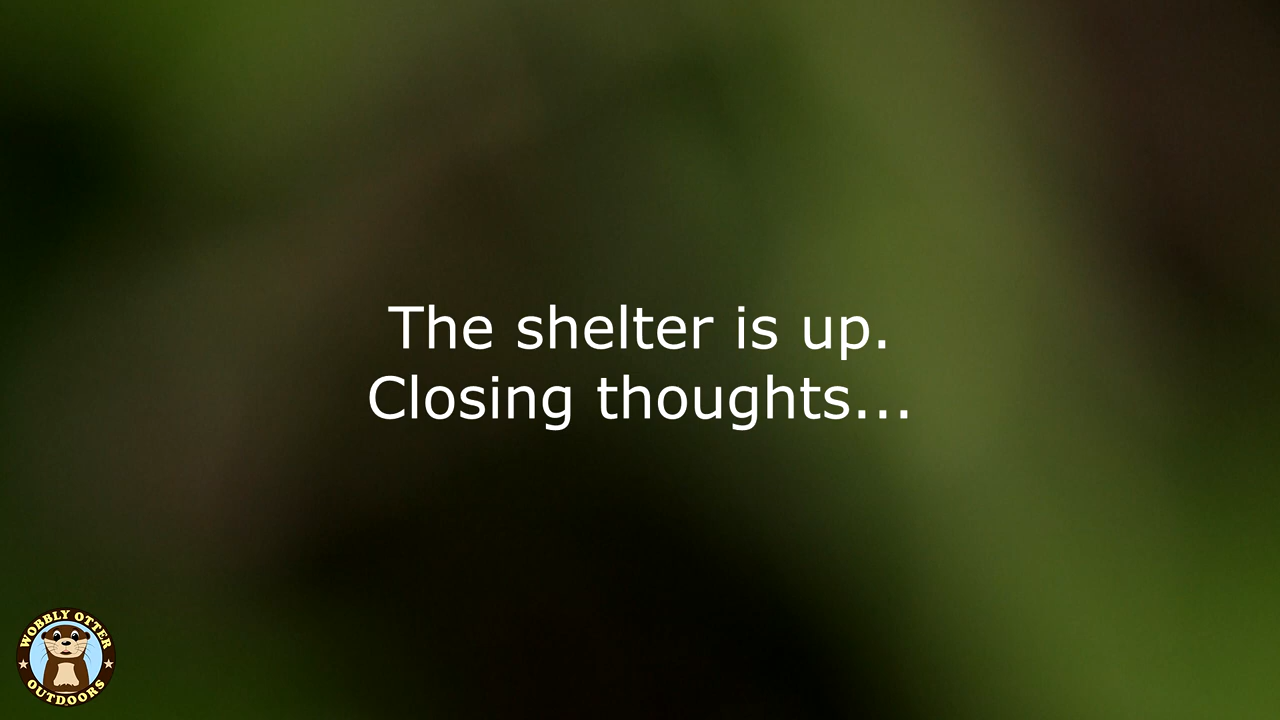 The shelter is up.
Closing thoughts...
WOBBLY OTTER
OUTDOORS